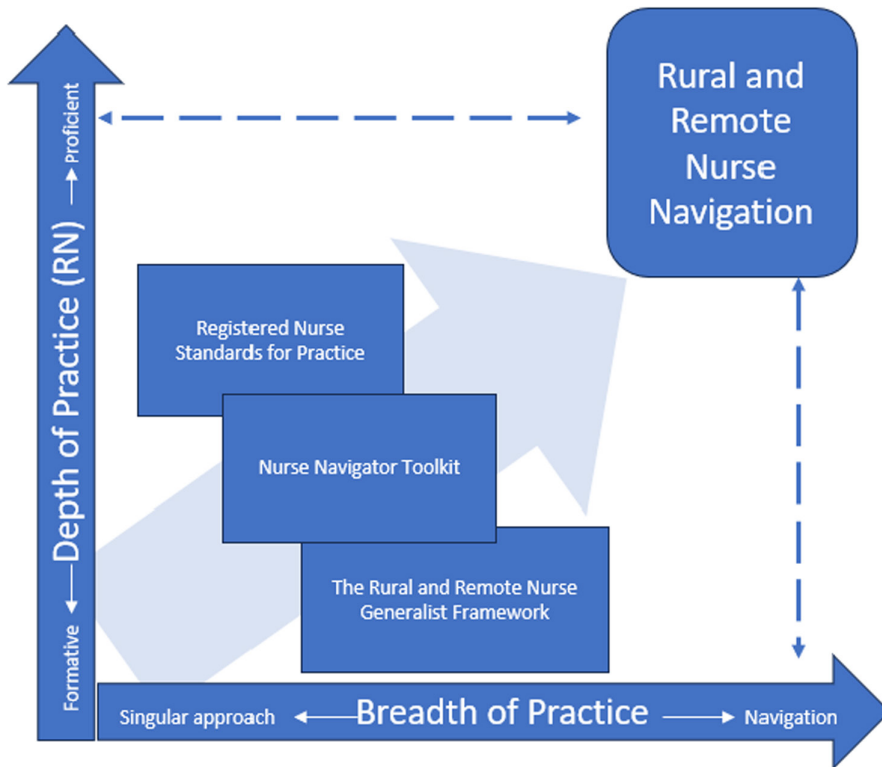 Rural and
Remote
Nurse
Navigation
Proficient
Depth of Practice (RN)
Formative
Registered Nurse
Standards for Practice
Nurse Navigator Toolkit
The Rural and Remote Nurse
Generalist Framework
Singular approach
Breadth of Practice
Navigation